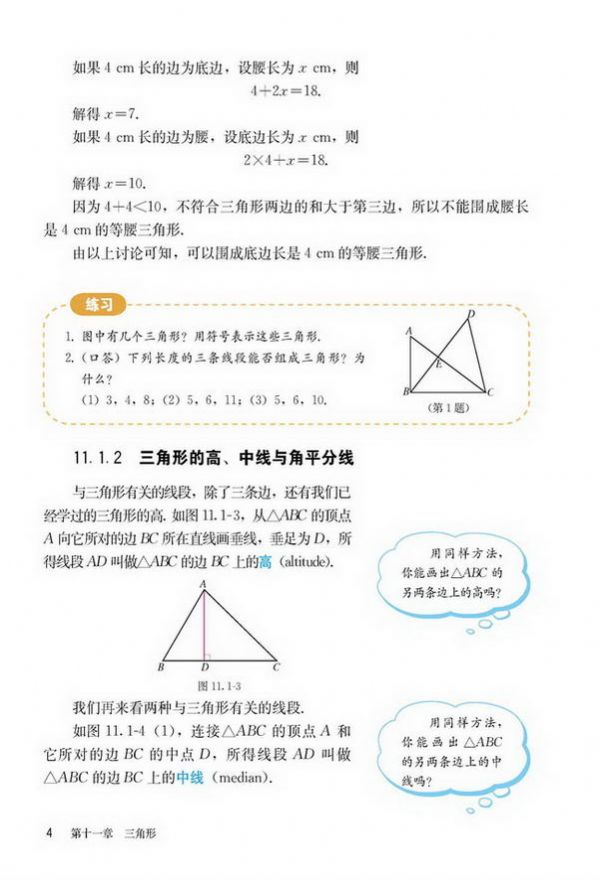 如果 4 cm 长的边为底边，设腰长为 x cm，则
4+2x=18.
解得 x=7.
如果 4 cm 长的边为腰，设底边长为 x cm，则
2×4+x=18.
解得 x=10.
因为 4+4<10，不符合三角形两边的和大于第三边，所以不能围成腰长
是 4 cm 的等腰三角形.
由以上讨论可知，可以围成底边长是 4 cm 的等腰三角形.
练习
1. 图中有几个三角形？用符号表示这些三角形.
2.（口答）下列长度的三条线段能否组成三角形？为
什么？
(1) 3，4，8；(2) 5，6，11；(3) 5，6，10.
D
A
E
B
C
(第 1 题)
11.1.2 三角形的高、中线与角平分线
与三角形有关的线段，除了三条边，还有我们已
经学过的三角形的高. 如图 11.1-3，从△ABC 的顶点
A 向它所对的边 BC 所在直线画垂线，垂足为 D，所
得线段 AD 叫做△ABC 的边 BC 上的高 (altitude).
用同样方法，
你能画出△ABC 的
另两条边上的高吗？
A
B
D
C
图 11.1-3
我们再来看两种与三角形有关的线段.
如图 11.1-4 (1)，连接△ABC 的顶点 A 和
它所对的边 BC 的中点 D，所得线段 AD 叫做
△ABC 的边 BC 上的中线 (median).
用同样方法，
你能画出 △ABC
的另两条边上的中
线吗？
4 第十一章 三角形